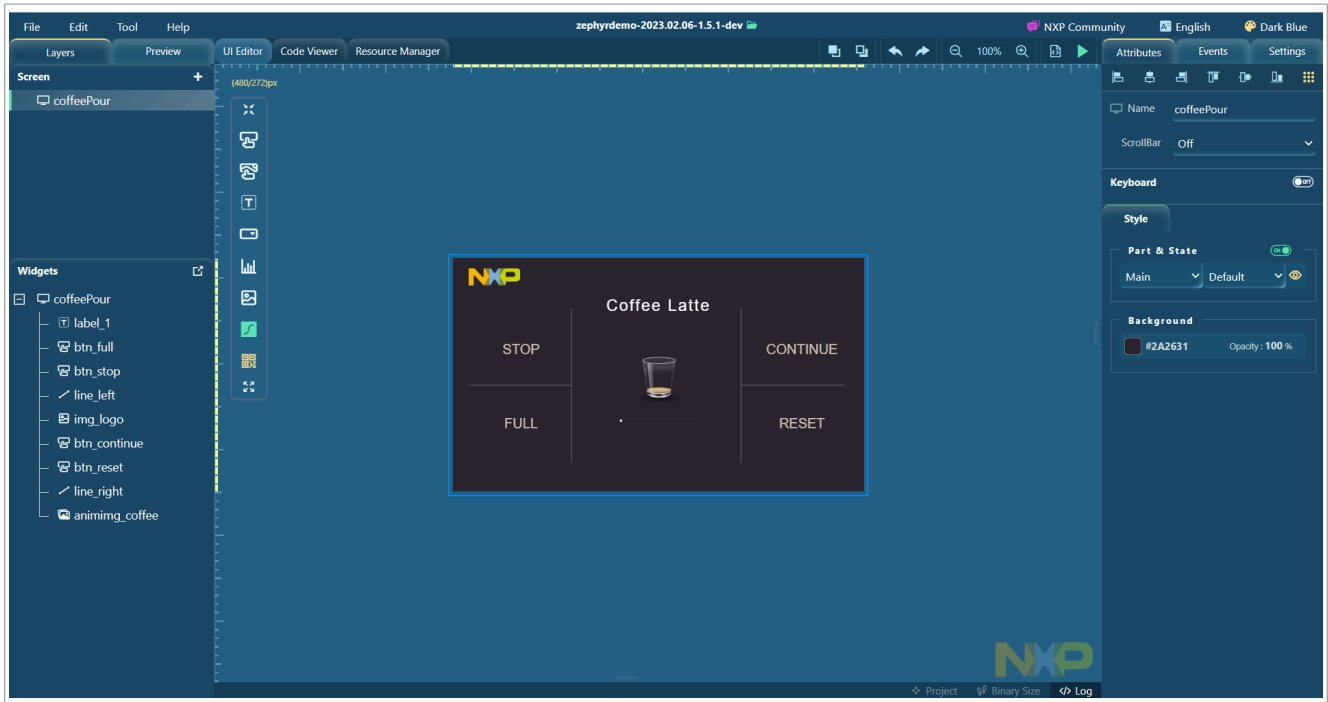 File Edit Tool Help zephyrdemo-2023.02.06-1.5.1-dev NXP Community English Dark Blue
Layers Preview UI Editor Code Viewer Resource Manager 100% Attributes Events Settings
Screen +
coffeePour
(480/272)px
Name coffeePour
ScrollBar Off
Keyboard OFF
Style
Part & State ON
Main Default
Background
#2A2631 Opacity : 100 %
Widgets
coffeePour
label_1
btn_full
btn_stop
line_left
img_logo
btn_continue
btn_reset
line_right
animimg_coffee
NXP
Coffee Latte
STOP CONTINUE
FULL RESET
NXP
Project Binary Size </> Log